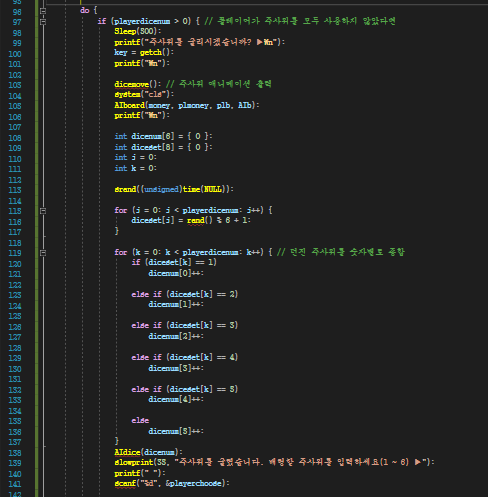 95
96 do {
97 if (playerdicenum > 0) { // 플레이어가 주사위를 모두 사용하지 않았다면
98 Sleep(500);
99 printf("주사위를 굴리시겠습니까? ▶₩n");
100 key = getch();
101 printf("₩n");
102
103 dicemove(); // 주사위 애니메이션 출력
104 system("cls");
105 AIboard(money, plmoney, plb, AIb);
106 printf("₩n");
107
108 int dicenum[6] = { 0 };
109 int diceset[8] = { 0 };
110 int j = 0;
111 int k = 0;
112
113 srand((unsigned)time(NULL));
114
115 for (j = 0; j < playerdicenum; j++) {
116 diceset[j] = rand() % 6 + 1;
117 }
118
119 for (k = 0; k < playerdicenum; k++) { // 던진 주사위를 숫자별로 종합
120 if (diceset[k] == 1)
121 dicenum[0]++;
122
123 else if (diceset[k] == 2)
124 dicenum[1]++;
125
126 else if (diceset[k] == 3)
127 dicenum[2]++;
128
129 else if (diceset[k] == 4)
130 dicenum[3]++;
131
132 else if (diceset[k] == 5)
133 dicenum[4]++;
134
135 else
136 dicenum[5]++;
137 }
138 AIdice(dicenum);
139 slowprint(35, "주사위를 굴렸습니다. 배팅할 주사위를 입력하세요(1 ~ 6) ▶");
140 printf(" ");
141 scanf("%d", &playerchoose);
142